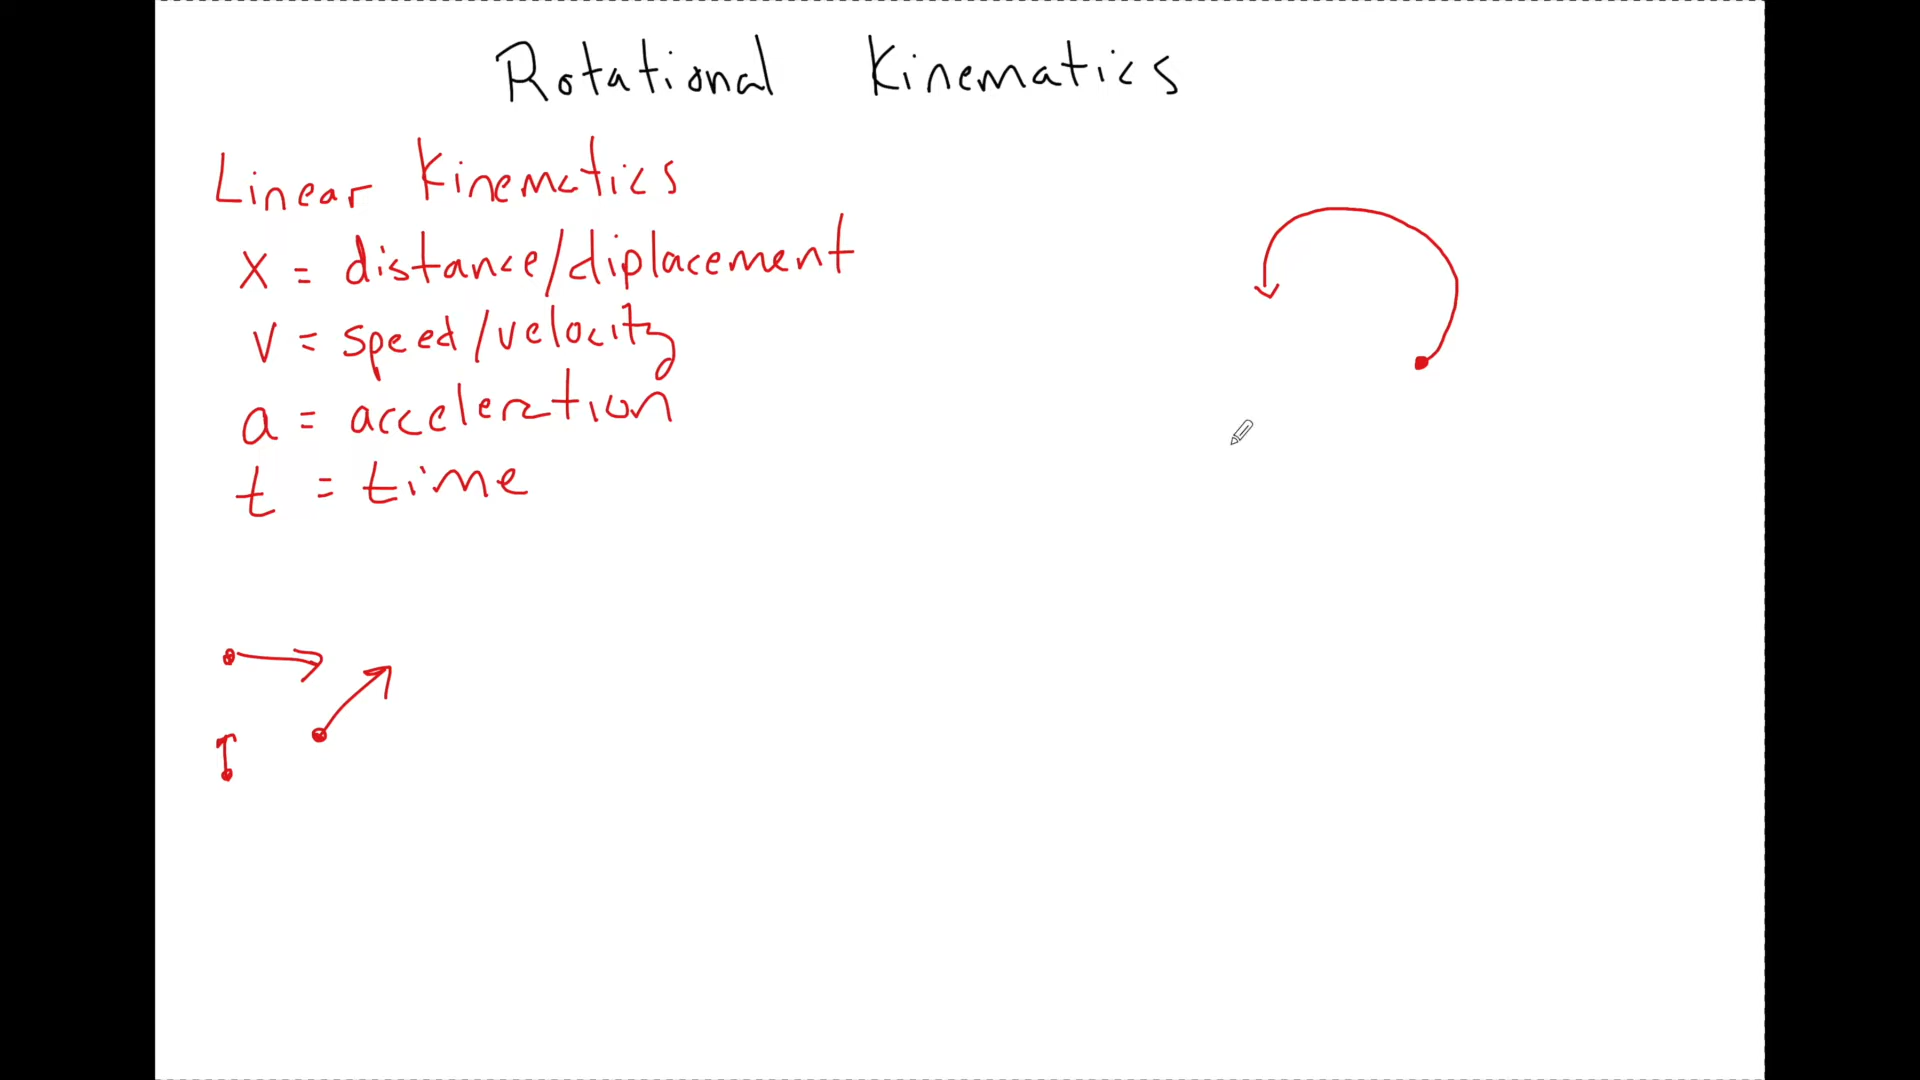 Rotational Kinematics
Linear Kinematics
x = distance/diplacement
v = speed/velocity
a = acceleration
t = time